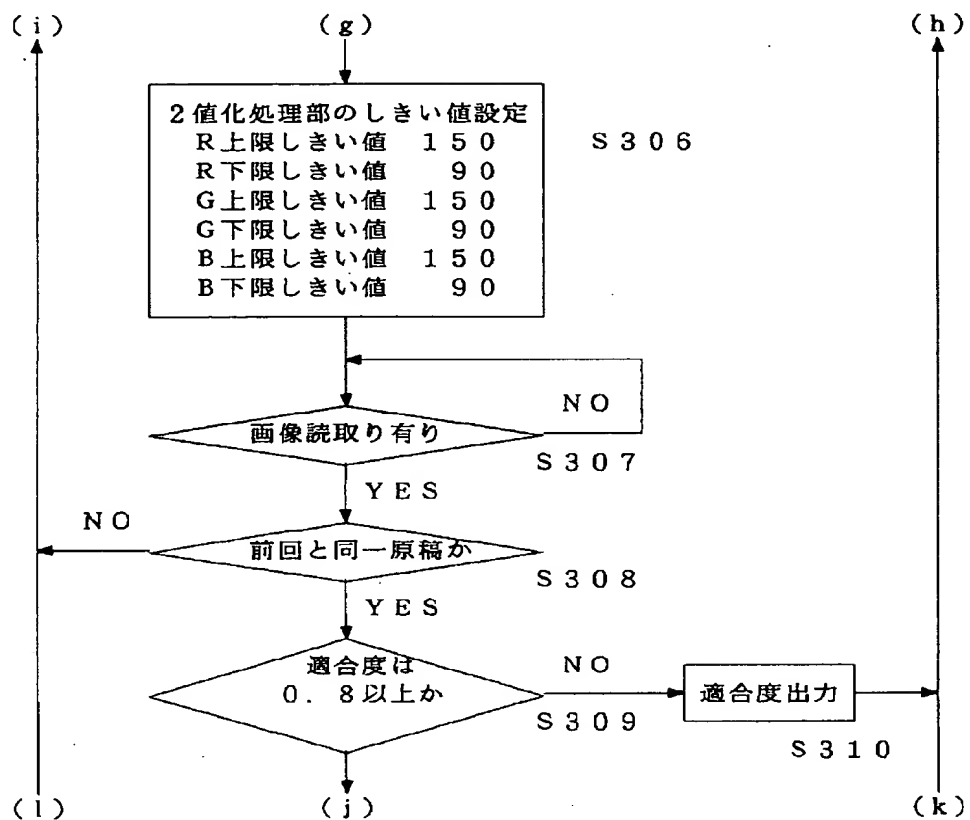 (i)
(g)
(h)
2値化処理部のしきい値設定
R上限しきい値 150
R下限しきい値 90
G上限しきい値 150
G下限しきい値 90
B上限しきい値 150
B下限しきい値 90
S306
NO
画像読取り有り
S307
YES
NO
前回と同一原稿か
S308
YES
適合度は
0.8以上か
NO
S309
適合度出力
S310
(l)
(j)
(k)